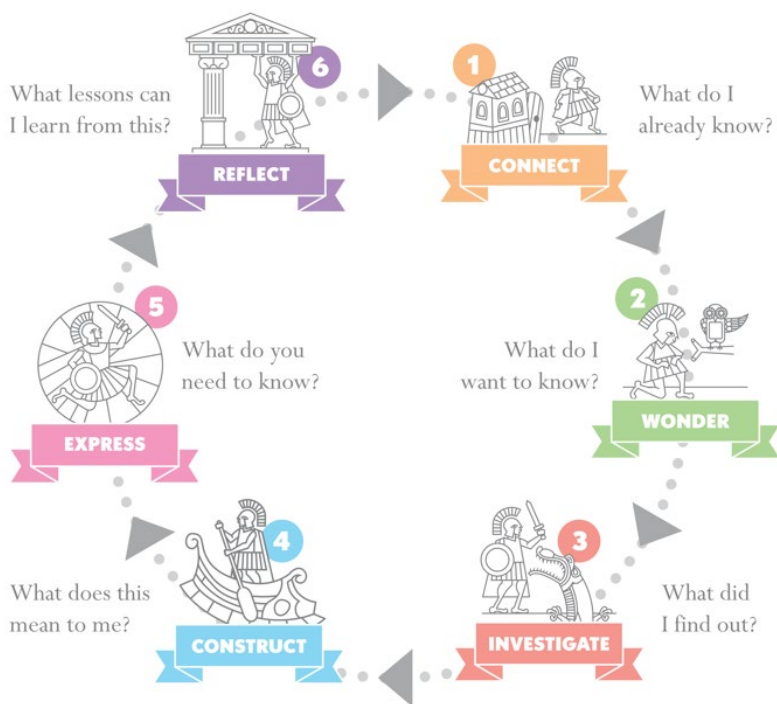 1
CONNECT
What do I
already know?
2
WONDER
What do I
want to know?
3
INVESTIGATE
What did
I find out?
4
CONSTRUCT
What does this
mean to me?
5
EXPRESS
What do you
need to know?
6
REFLECT
What lessons can
I learn from this?